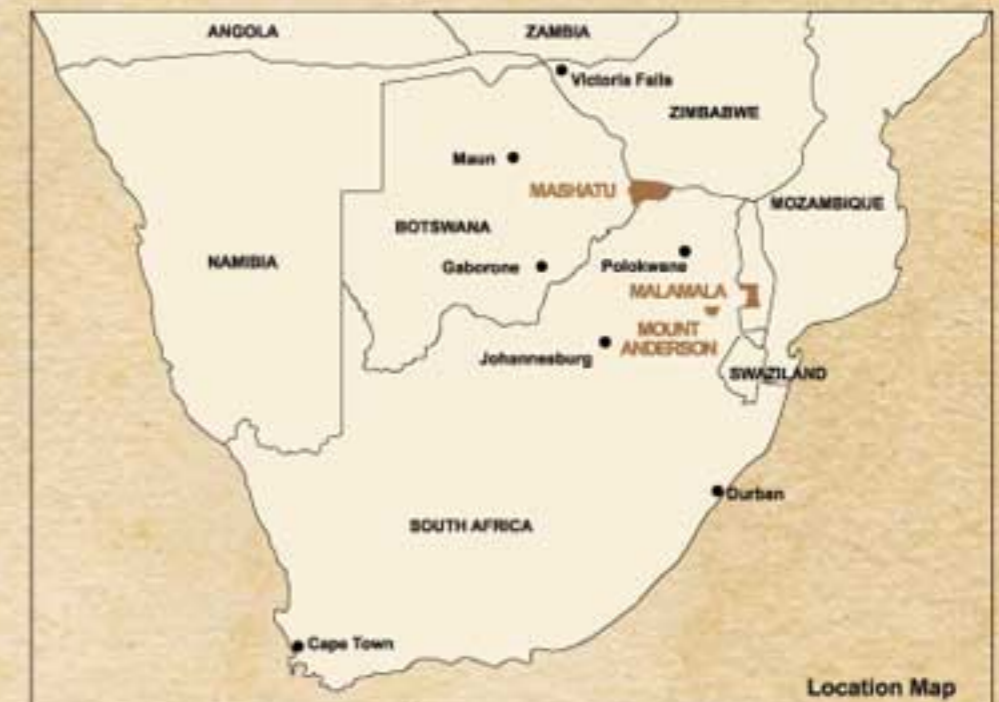 ANGOLA
ZAMBIA
Victoria Falls
ZIMBABWE
Maun
MASHATU
MOZAMBIQUE
BOTSWANA
NAMIBIA
Gaborone
Polokwane
MALAMALA
MOUNT
ANDERSON
Johannesburg
SWAZILAND
Durban
SOUTH AFRICA
Cape Town
Location Map